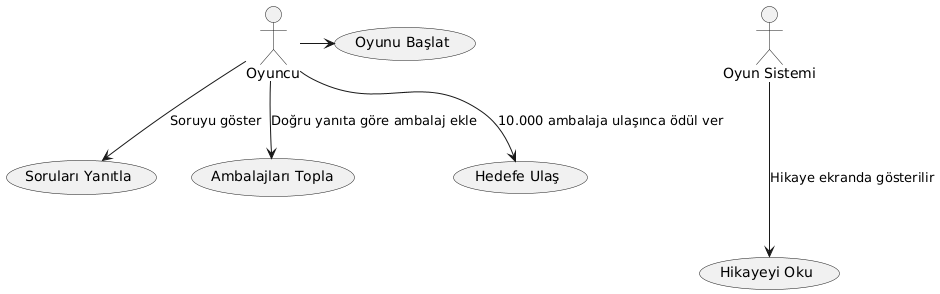 Oyuncu
Oyunu Başlat
Oyun Sistemi
Soruyu göster
Doğru yanıta göre ambalaj ekle
10.000 ambalaja ulaşınca ödül ver
Soruları Yanıtla
Ambalajları Topla
Hedefe Ulaş
Hikaye ekranda gösterilir
Hikayeyi Oku